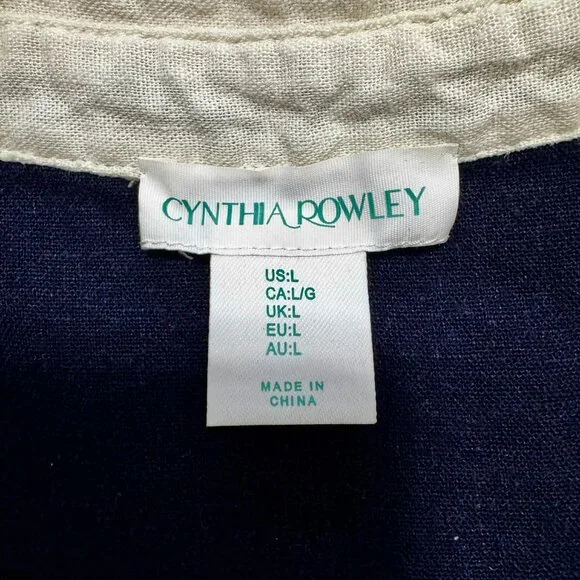 CYNTHIA ROWLEY
US:L
CA:L/G
UK:L
EU:L
AU:L
MADE IN
CHINA